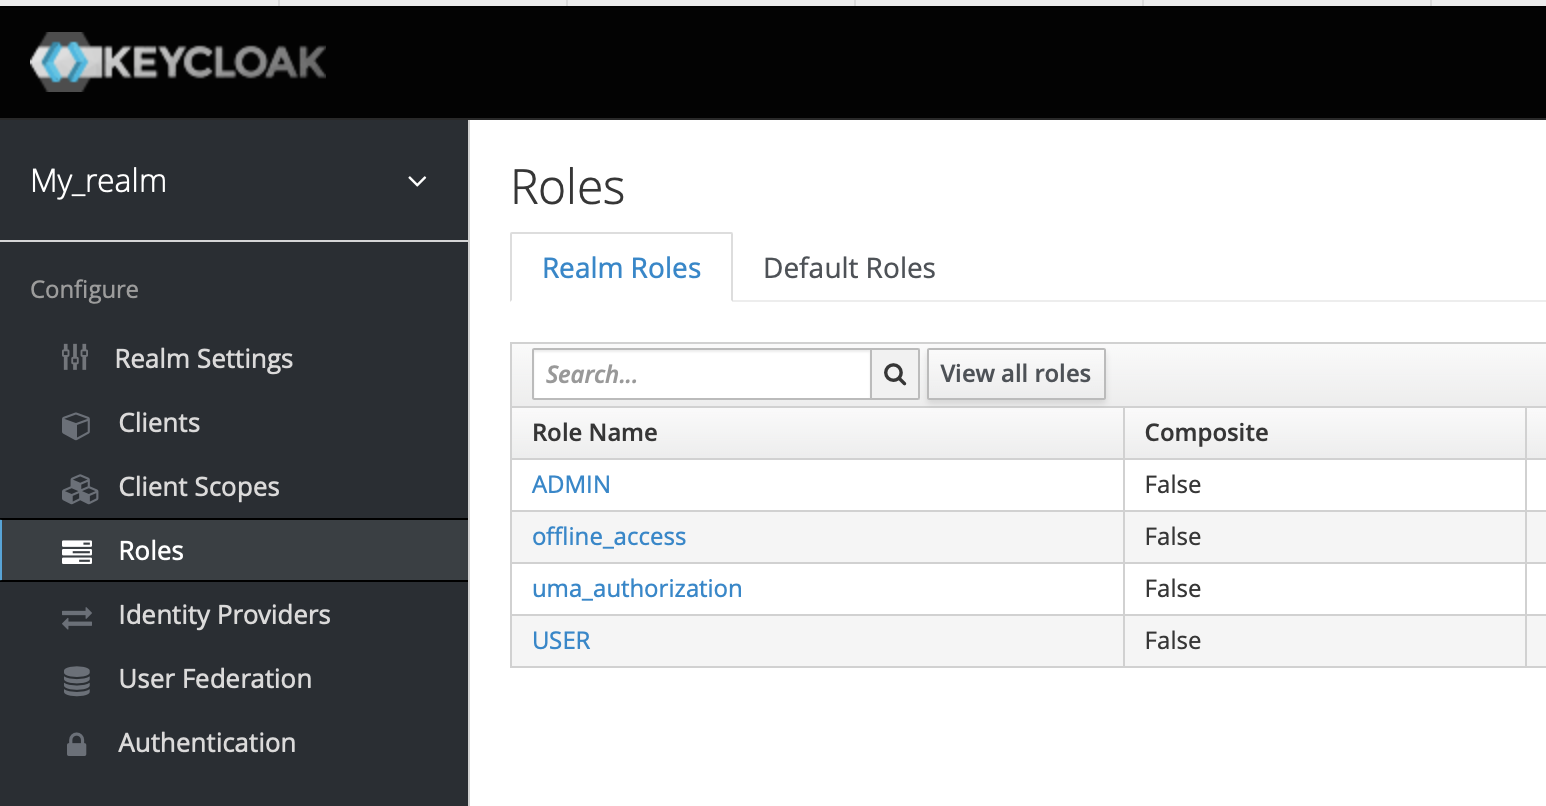 KEYCLOAK
My_realm
Configure
Realm Settings
Clients
Client Scopes
Roles
Identity Providers
User Federation
Authentication
Roles
Realm Roles Default Roles
Search... View all roles
Role Name Composite
ADMIN False
offline_access False
uma_authorization False
USER False